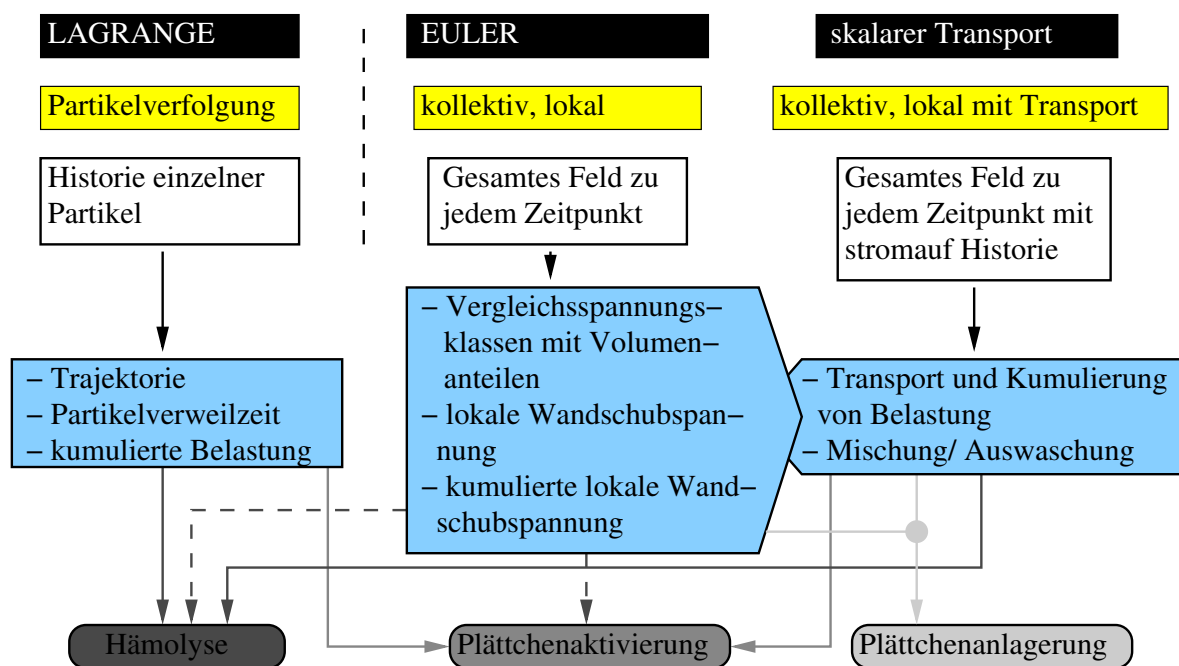 LAGRANGE
EULER
skalarer Transport
Partikelverfolgung
kollektiv, lokal
kollektiv, lokal mit Transport
Historie einzelner
Partikel
Gesamtes Feld zu
jedem Zeitpunkt
Gesamtes Feld zu
jedem Zeitpunkt mit
stromauf Historie
− Trajektorie
− Partikelverweilzeit
− kumulierte Belastung
− Vergleichsspannungs−
klassen mit Volumen−
anteilen
− lokale Wandschubspan−
nung
− kumulierte lokale Wand−
schubspannung
− Transport und Kumulierung
von Belastung
− Mischung/ Auswaschung
Hämolyse
Plättchenaktivierung
Plättchenanlagerung